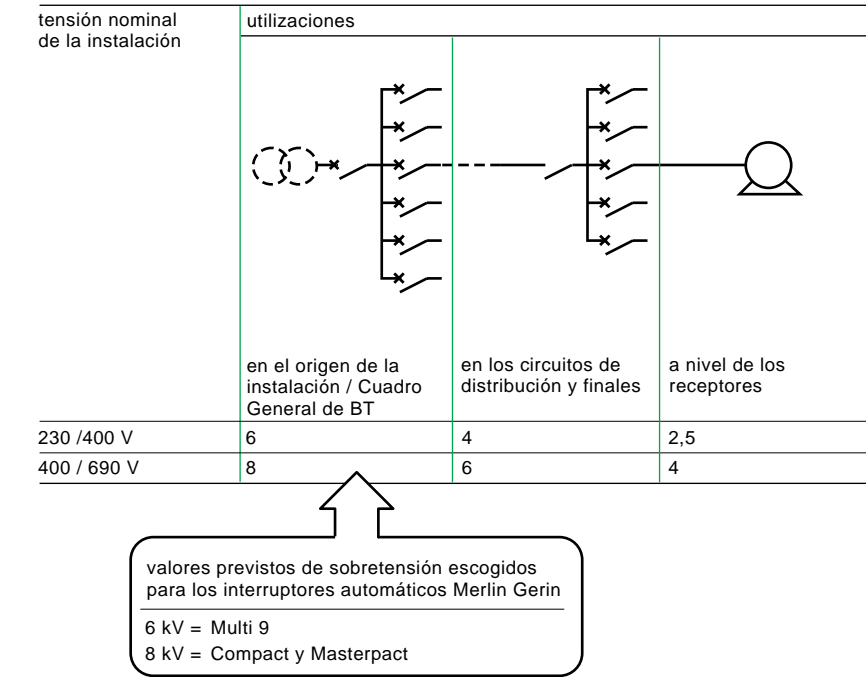 tensión nominal
de la instalación
utilizaciones
en el origen de la
instalación / Cuadro
General de BT
en los circuitos de
distribución y finales
a nivel de los
receptores
230 /400 V 6 4 2,5
400 / 690 V 8 6 4
valores previstos de sobretensión escogidos
para los interruptores automáticos Merlin Gerin
6 kV = Multi 9
8 kV = Compact y Masterpact